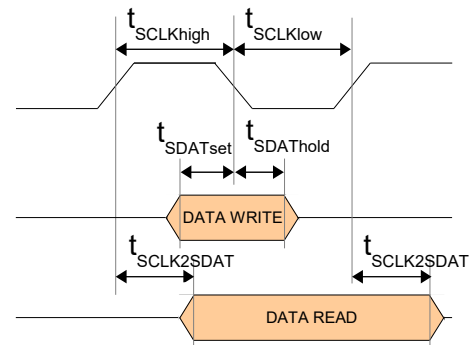 tSCLKhigh tSCLKlow
tSDATset tSDAThold
DATA WRITE
tSCLK2SDAT tSCLK2SDAT
DATA READ